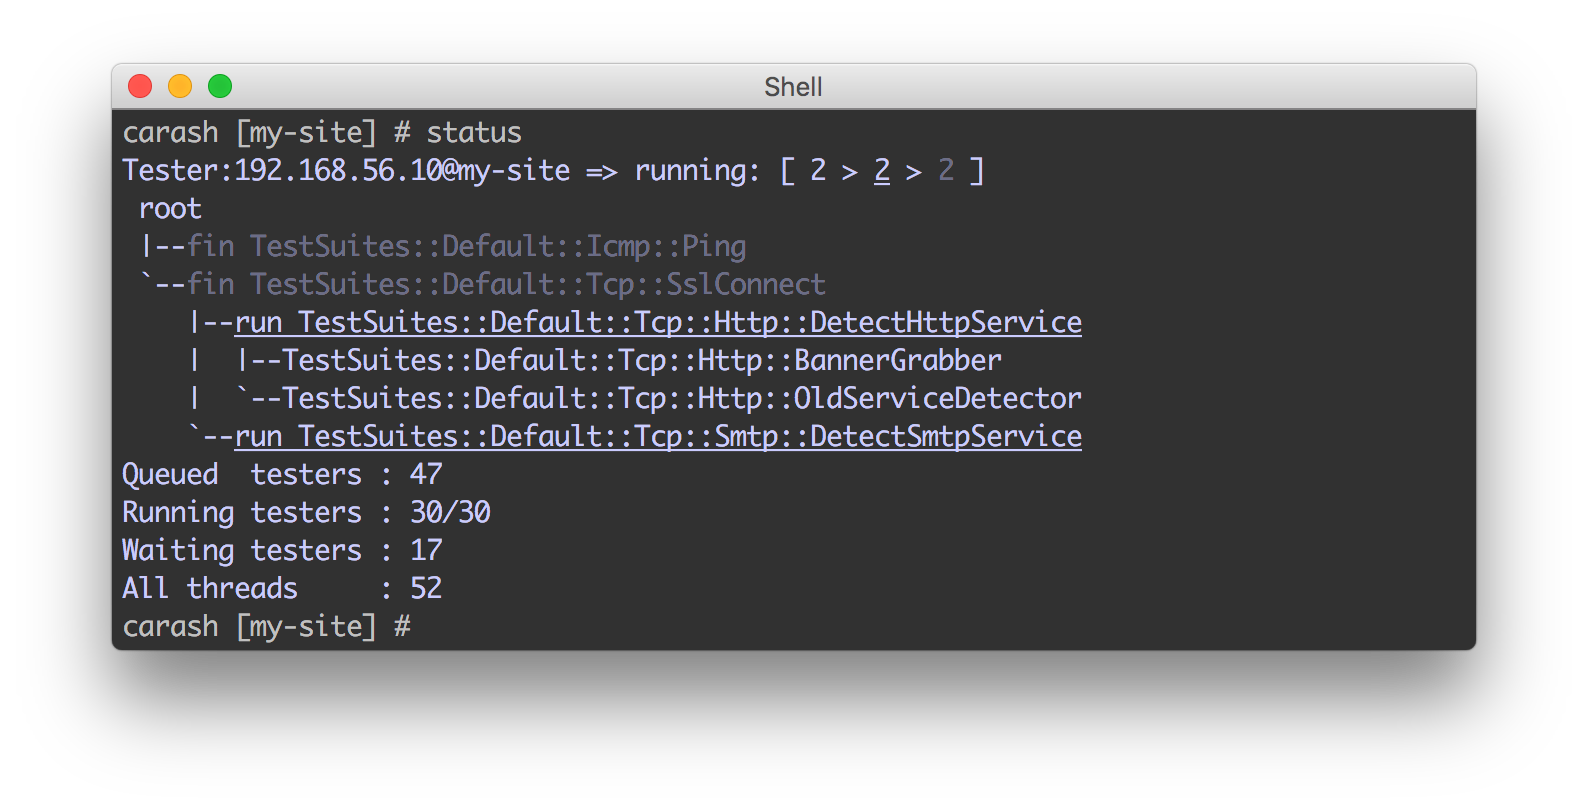 Shell
carash [my-site] # status
Tester:192.168.56.10@my-site => running: [ 2 > 2 > 2 ]
 root
 |--fin TestSuites::Default::Icmp::Ping
 `--fin TestSuites::Default::Tcp::SslConnect
    |--run TestSuites::Default::Tcp::Http::DetectHttpService
    |  |--TestSuites::Default::Tcp::Http::BannerGrabber
    |  `--TestSuites::Default::Tcp::Http::OldServiceDetector
    `--run TestSuites::Default::Tcp::Smtp::DetectSmtpService
Queued  testers : 47
Running testers : 30/30
Waiting testers : 17
All threads     : 52
carash [my-site] #